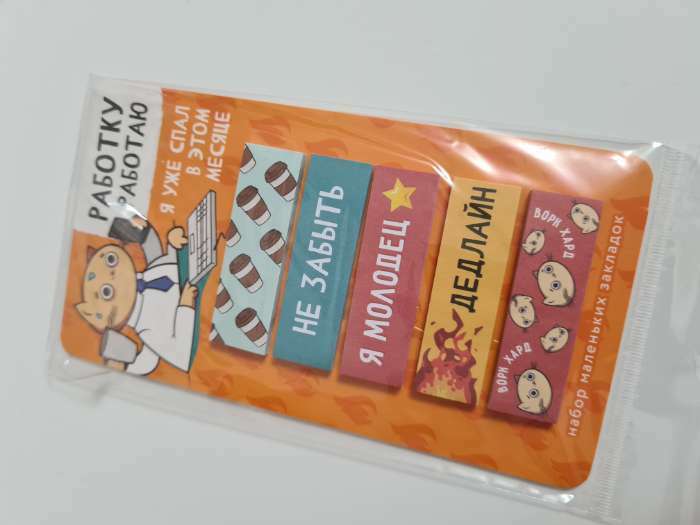 РАБОТКУ
РАБОТАЮ
Я УЖЕ СПАЛ
В ЭТОМ
МЕСЯЦЕ
НЕ ЗАБЫТЬ
Я МОЛОДЕЦ
ДЕДЛАЙН
ВОРК ХАРД
ВОРК ХАРД
набор маленьких закладок